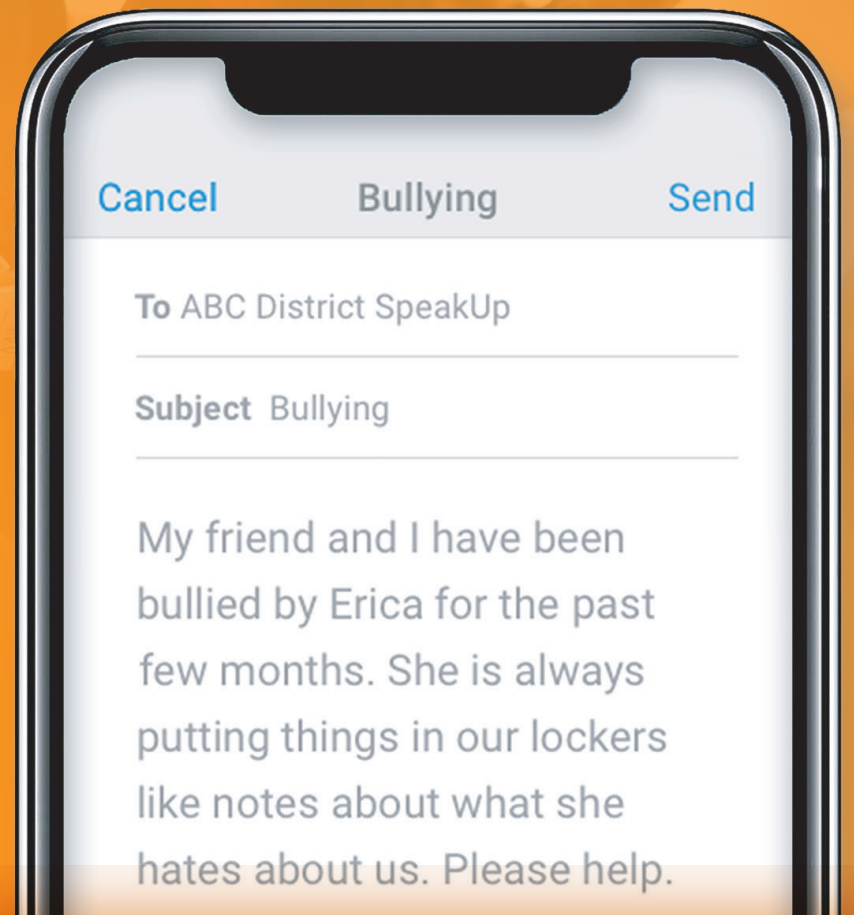 Cancel Bullying Send
To ABC District SpeakUp
Subject Bullying
My friend and I have been
bullied by Erica for the past
few months. She is always
putting things in our lockers
like notes about what she
hates about us. Please help.